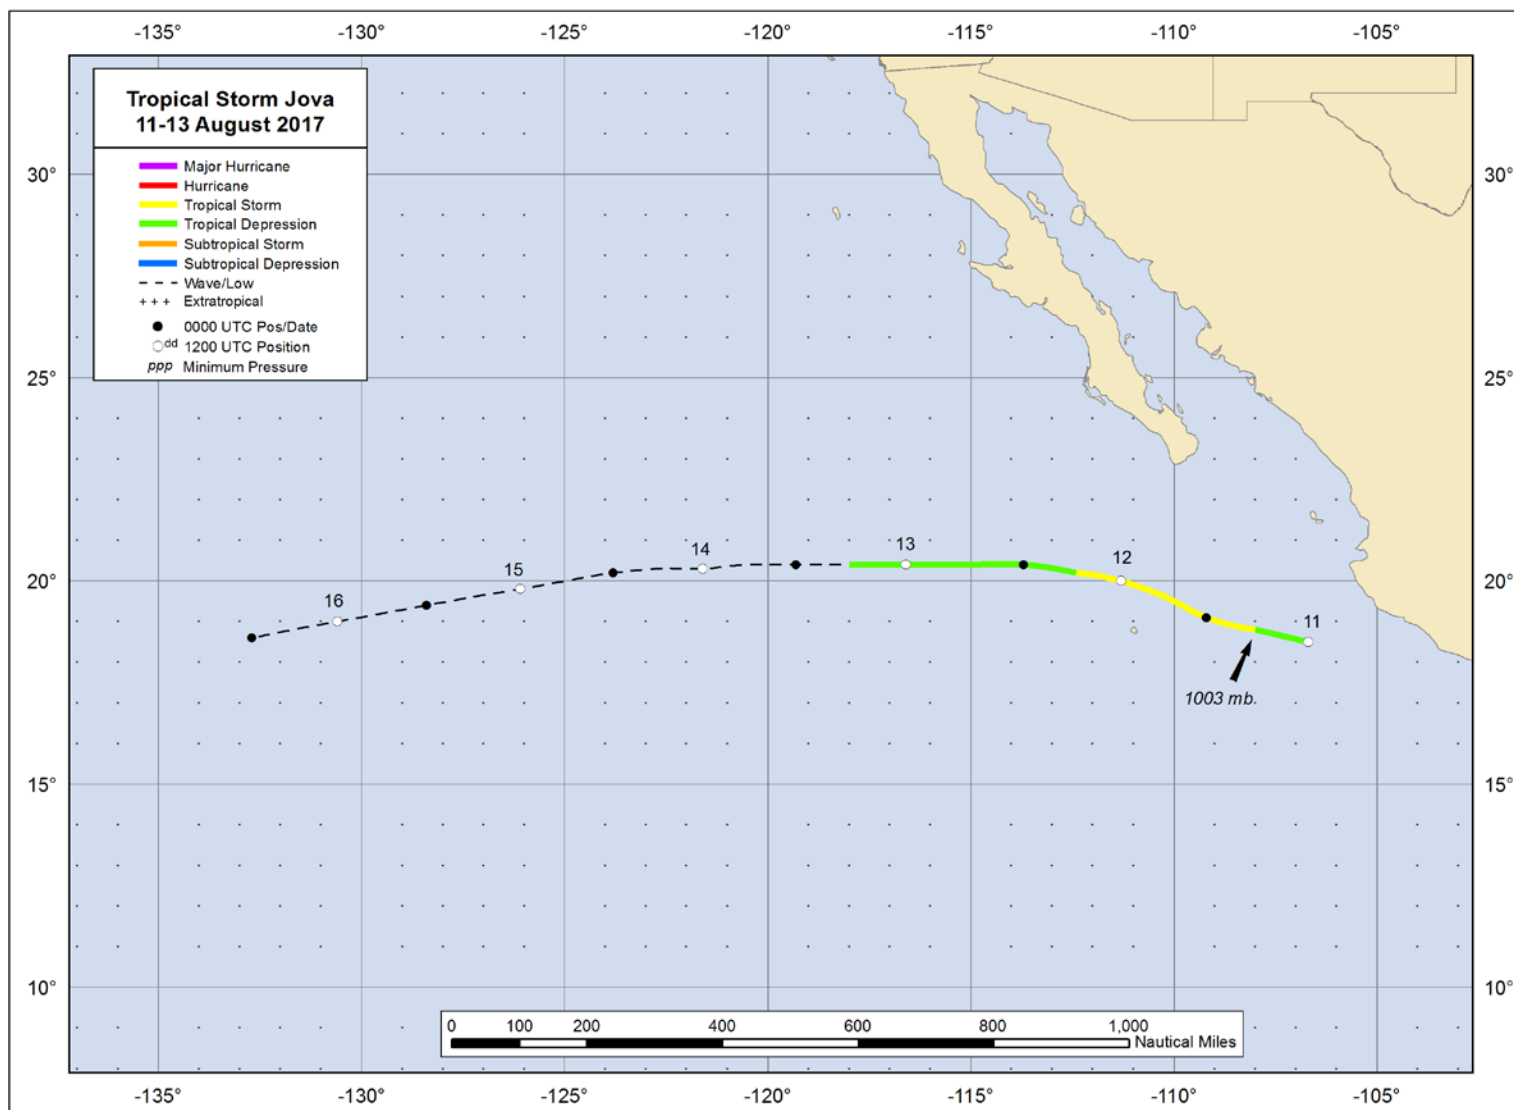 -135° -130° -125° -120° -115° -110° -105°
Tropical Storm Jova
11-13 August 2017
Major Hurricane
Hurricane
Tropical Storm
Tropical Depression
Subtropical Storm
Subtropical Depression
Wave/Low
+++ Extratropical
0000 UTC Pos/Date
dd 1200 UTC Position
ppp Minimum Pressure
30° 30°
25° 25°
20° 20°
15° 15°
10° 10°
16
15
14
13
12
11
1003 mb.
0 100 200 400 600 800 1,000
Nautical Miles
-135° -130° -125° -120° -115° -110° -105°